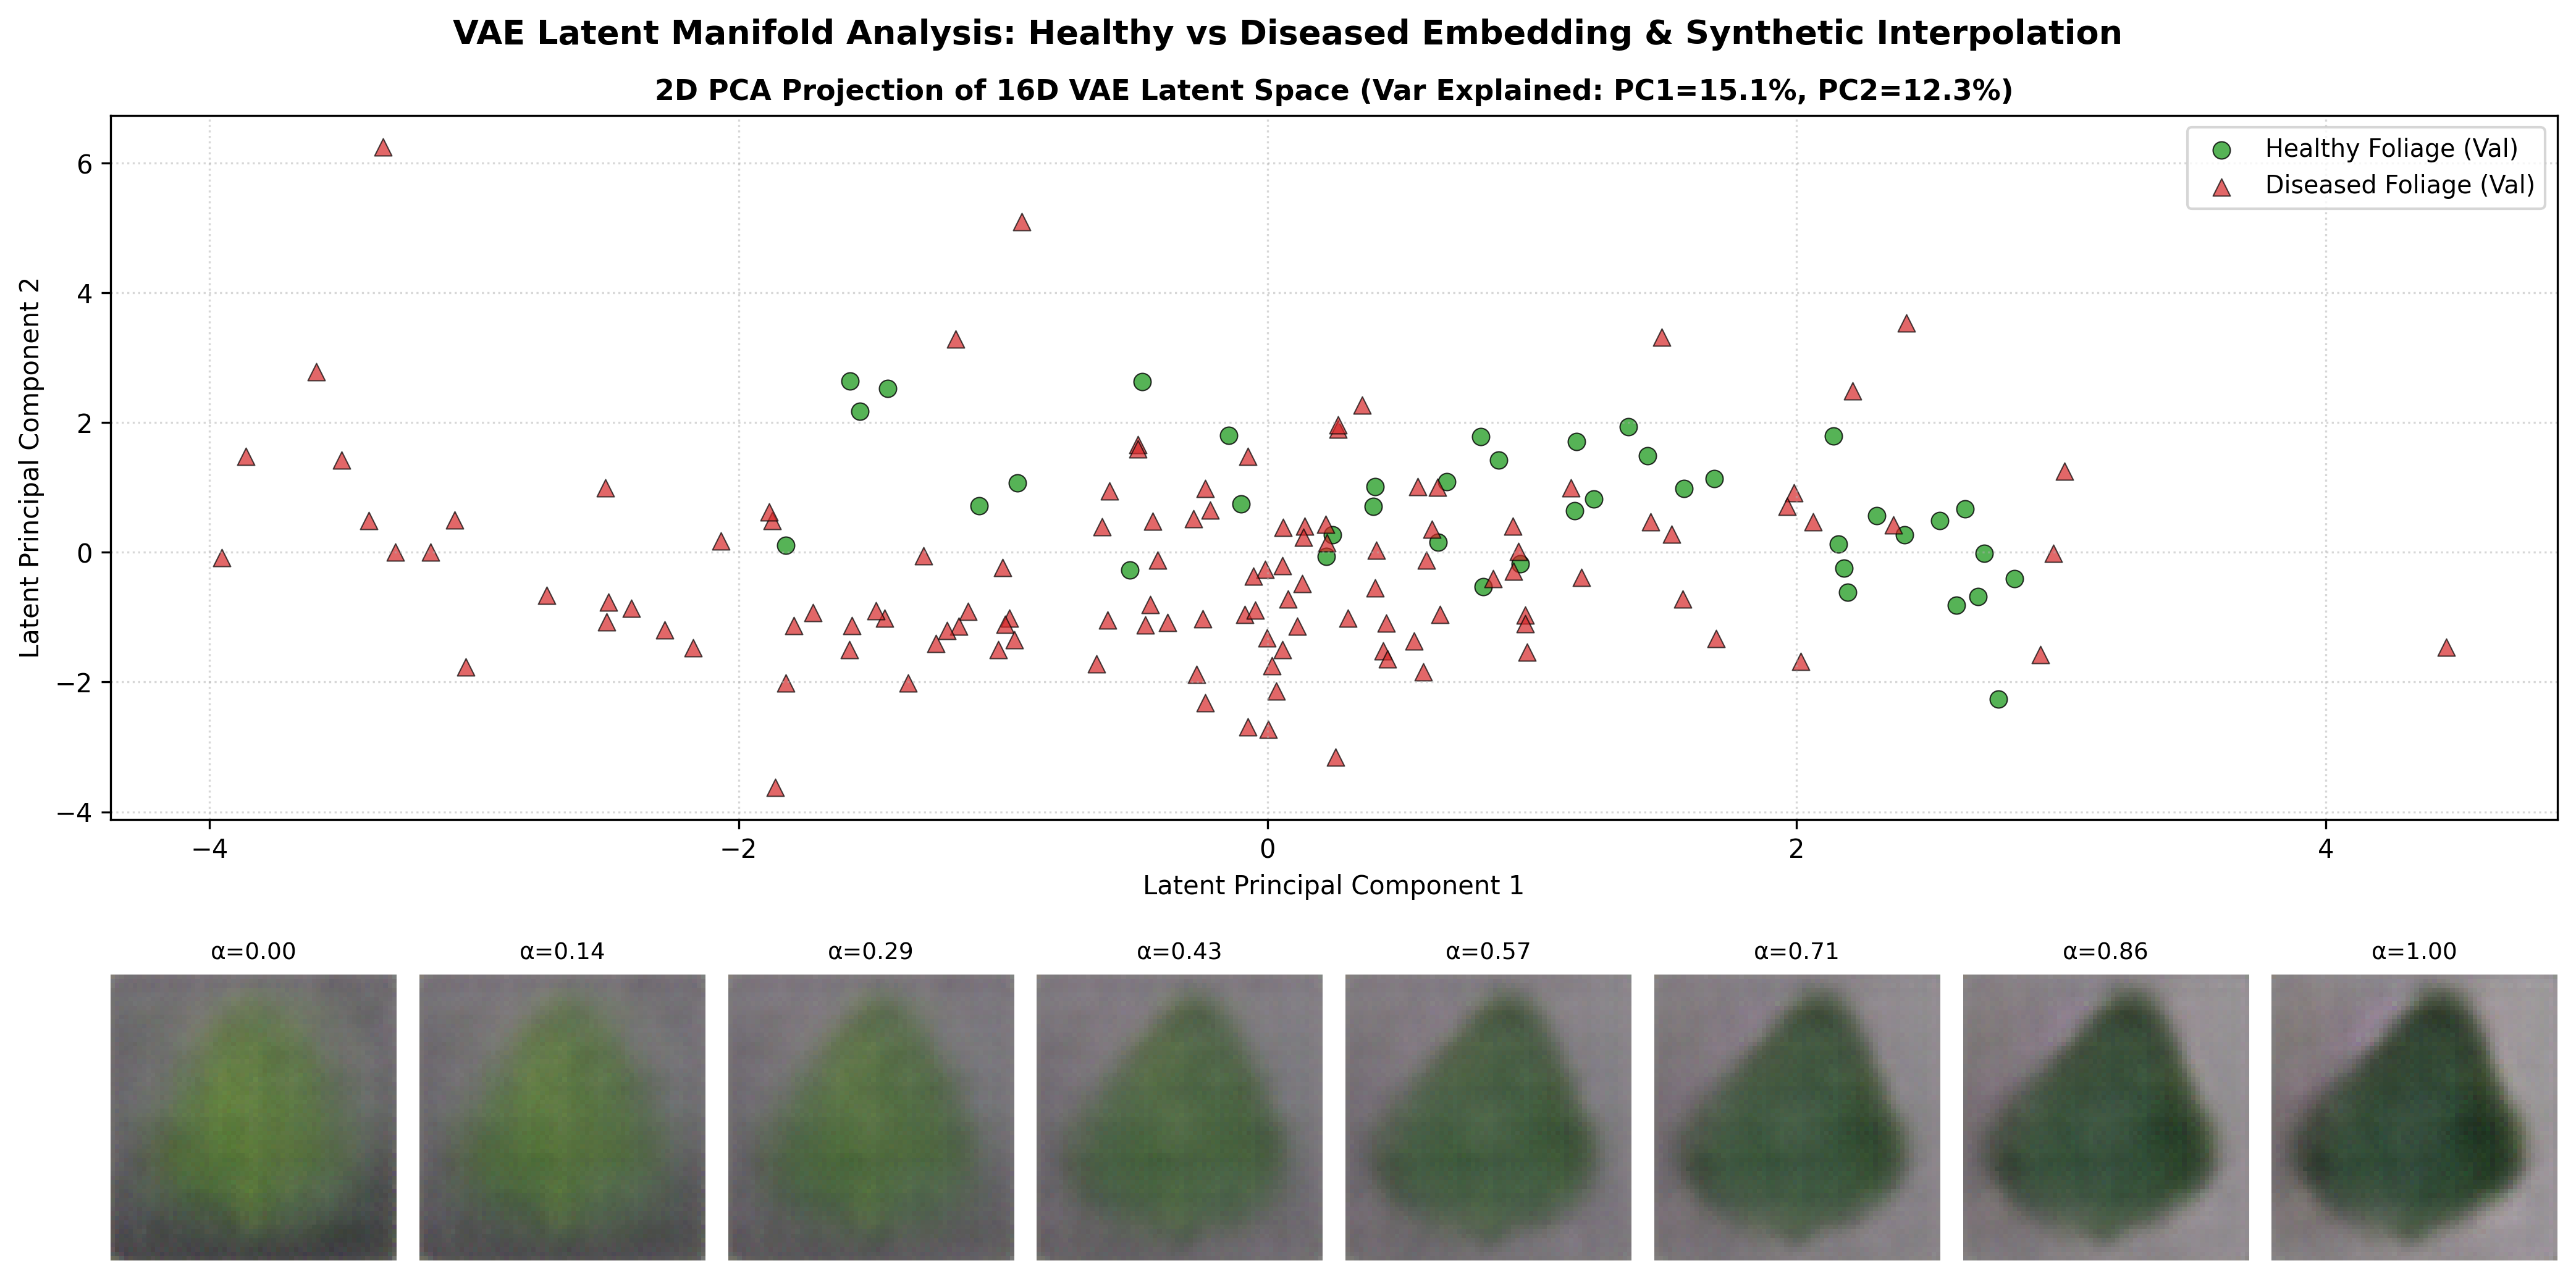 VAE Latent Manifold Analysis: Healthy vs Diseased Embedding & Synthetic Interpolation
2D PCA Projection of 16D VAE Latent Space (Var Explained: PC1=15.1%, PC2=12.3%)
Healthy Foliage (Val)
Diseased Foliage (Val)
Latent Principal Component 2
6
4
2
0
−2
−4
−4
−2
0
2
4
Latent Principal Component 1
α=0.00
α=0.14
α=0.29
α=0.43
α=0.57
α=0.71
α=0.86
α=1.00